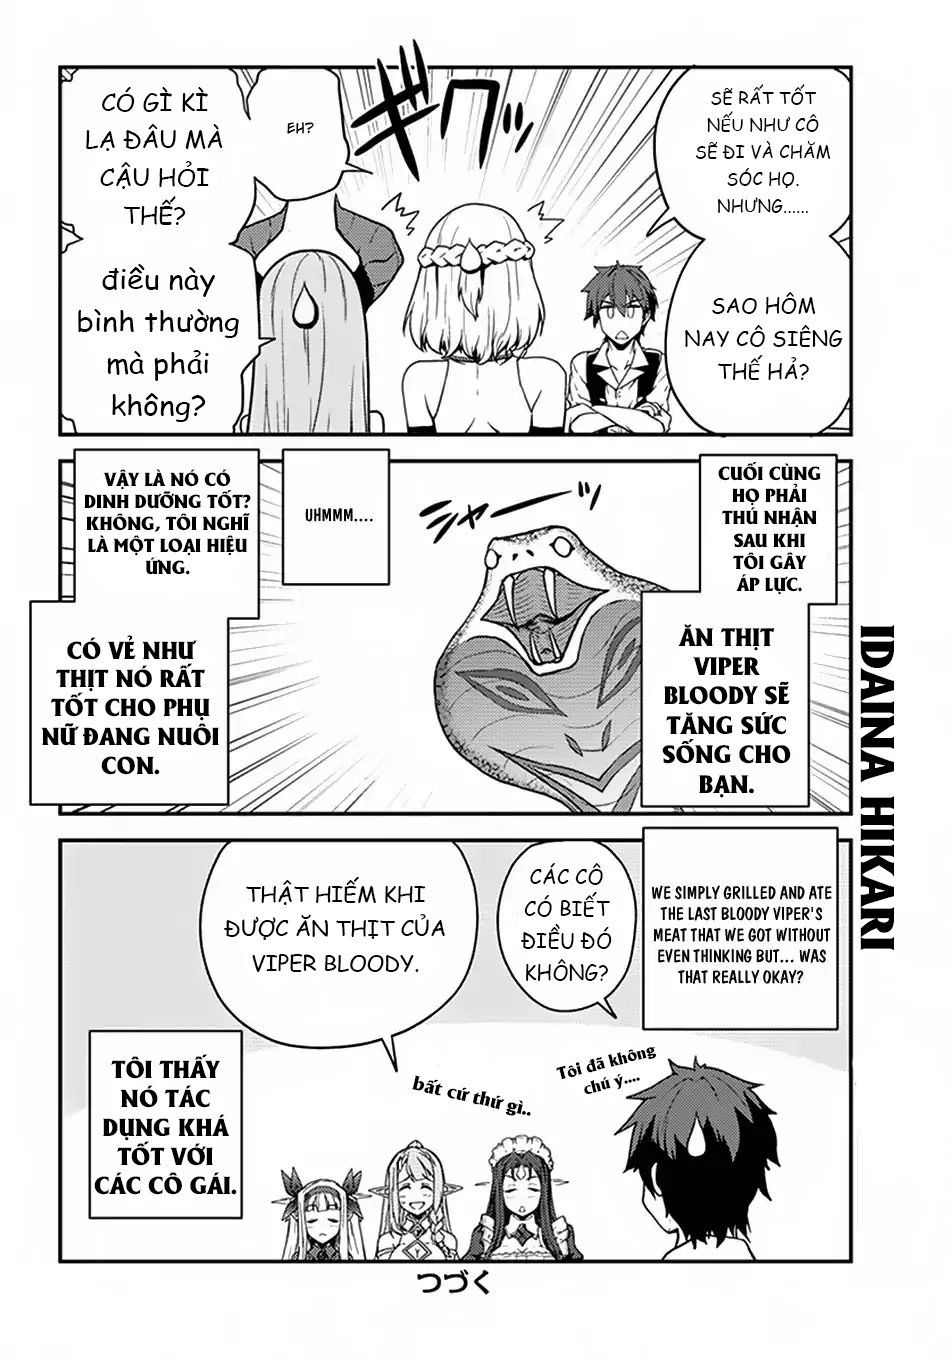 SẼ RẤT TỐT
NẾU NHƯ CÔ
SẼ ĐI VÀ CHĂM
SÓC HỌ.
NHƯNG......
SAO HÔM
NAY CÔ SIÊNG
THẾ HẢ?
ギクッ
EH?
CÓ GÌ KÌ
LẠ ĐÂU MÀ
CẬU HỎI
THẾ?
điều này
bình thường
mà phải
không?
CUỐI CÙNG
HỌ PHẢI
THÚ NHẬN
SAU KHI
TÔI GÂY
ÁP LỰC.
ĂN THỊT
VIPER
BLOODY SẼ
TĂNG SỨC
SỐNG CHO
BẠN.
シャーッ
UHMMM....
VẬY LÀ NÓ CÓ
DINH DƯỠNG TỐT?
KHÔNG, TÔI NGHĨ
LÀ MỘT LOẠI HIỆU
ỨNG.
CÓ VẺ NHƯ
THỊT NÓ RẤT
TỐT CHO PHỤ
NỮ ĐANG NUÔI
CON.
IDAINA HIKARI
WE SIMPLY GRILLED AND ATE
THE LAST BLOODY VIPER'S
MEAT THAT WE GOT WITHOUT
EVEN THINKING BUT... WAS
THAT REALLY OKAY?
CÁC CÔ
CÓ BIẾT
ĐIỀU ĐÓ
KHÔNG?
THẬT HIẾM KHI
ĐƯỢC ĂN THỊT CỦA
VIPER BLOODY.
Tôi đã không
chú ý....
bất cứ thứ gì..
TÔI THẤY
NÓ TÁC
DỤNG KHÁ
TỐT VỚI
CÁC CÔ GÁI.
つづく